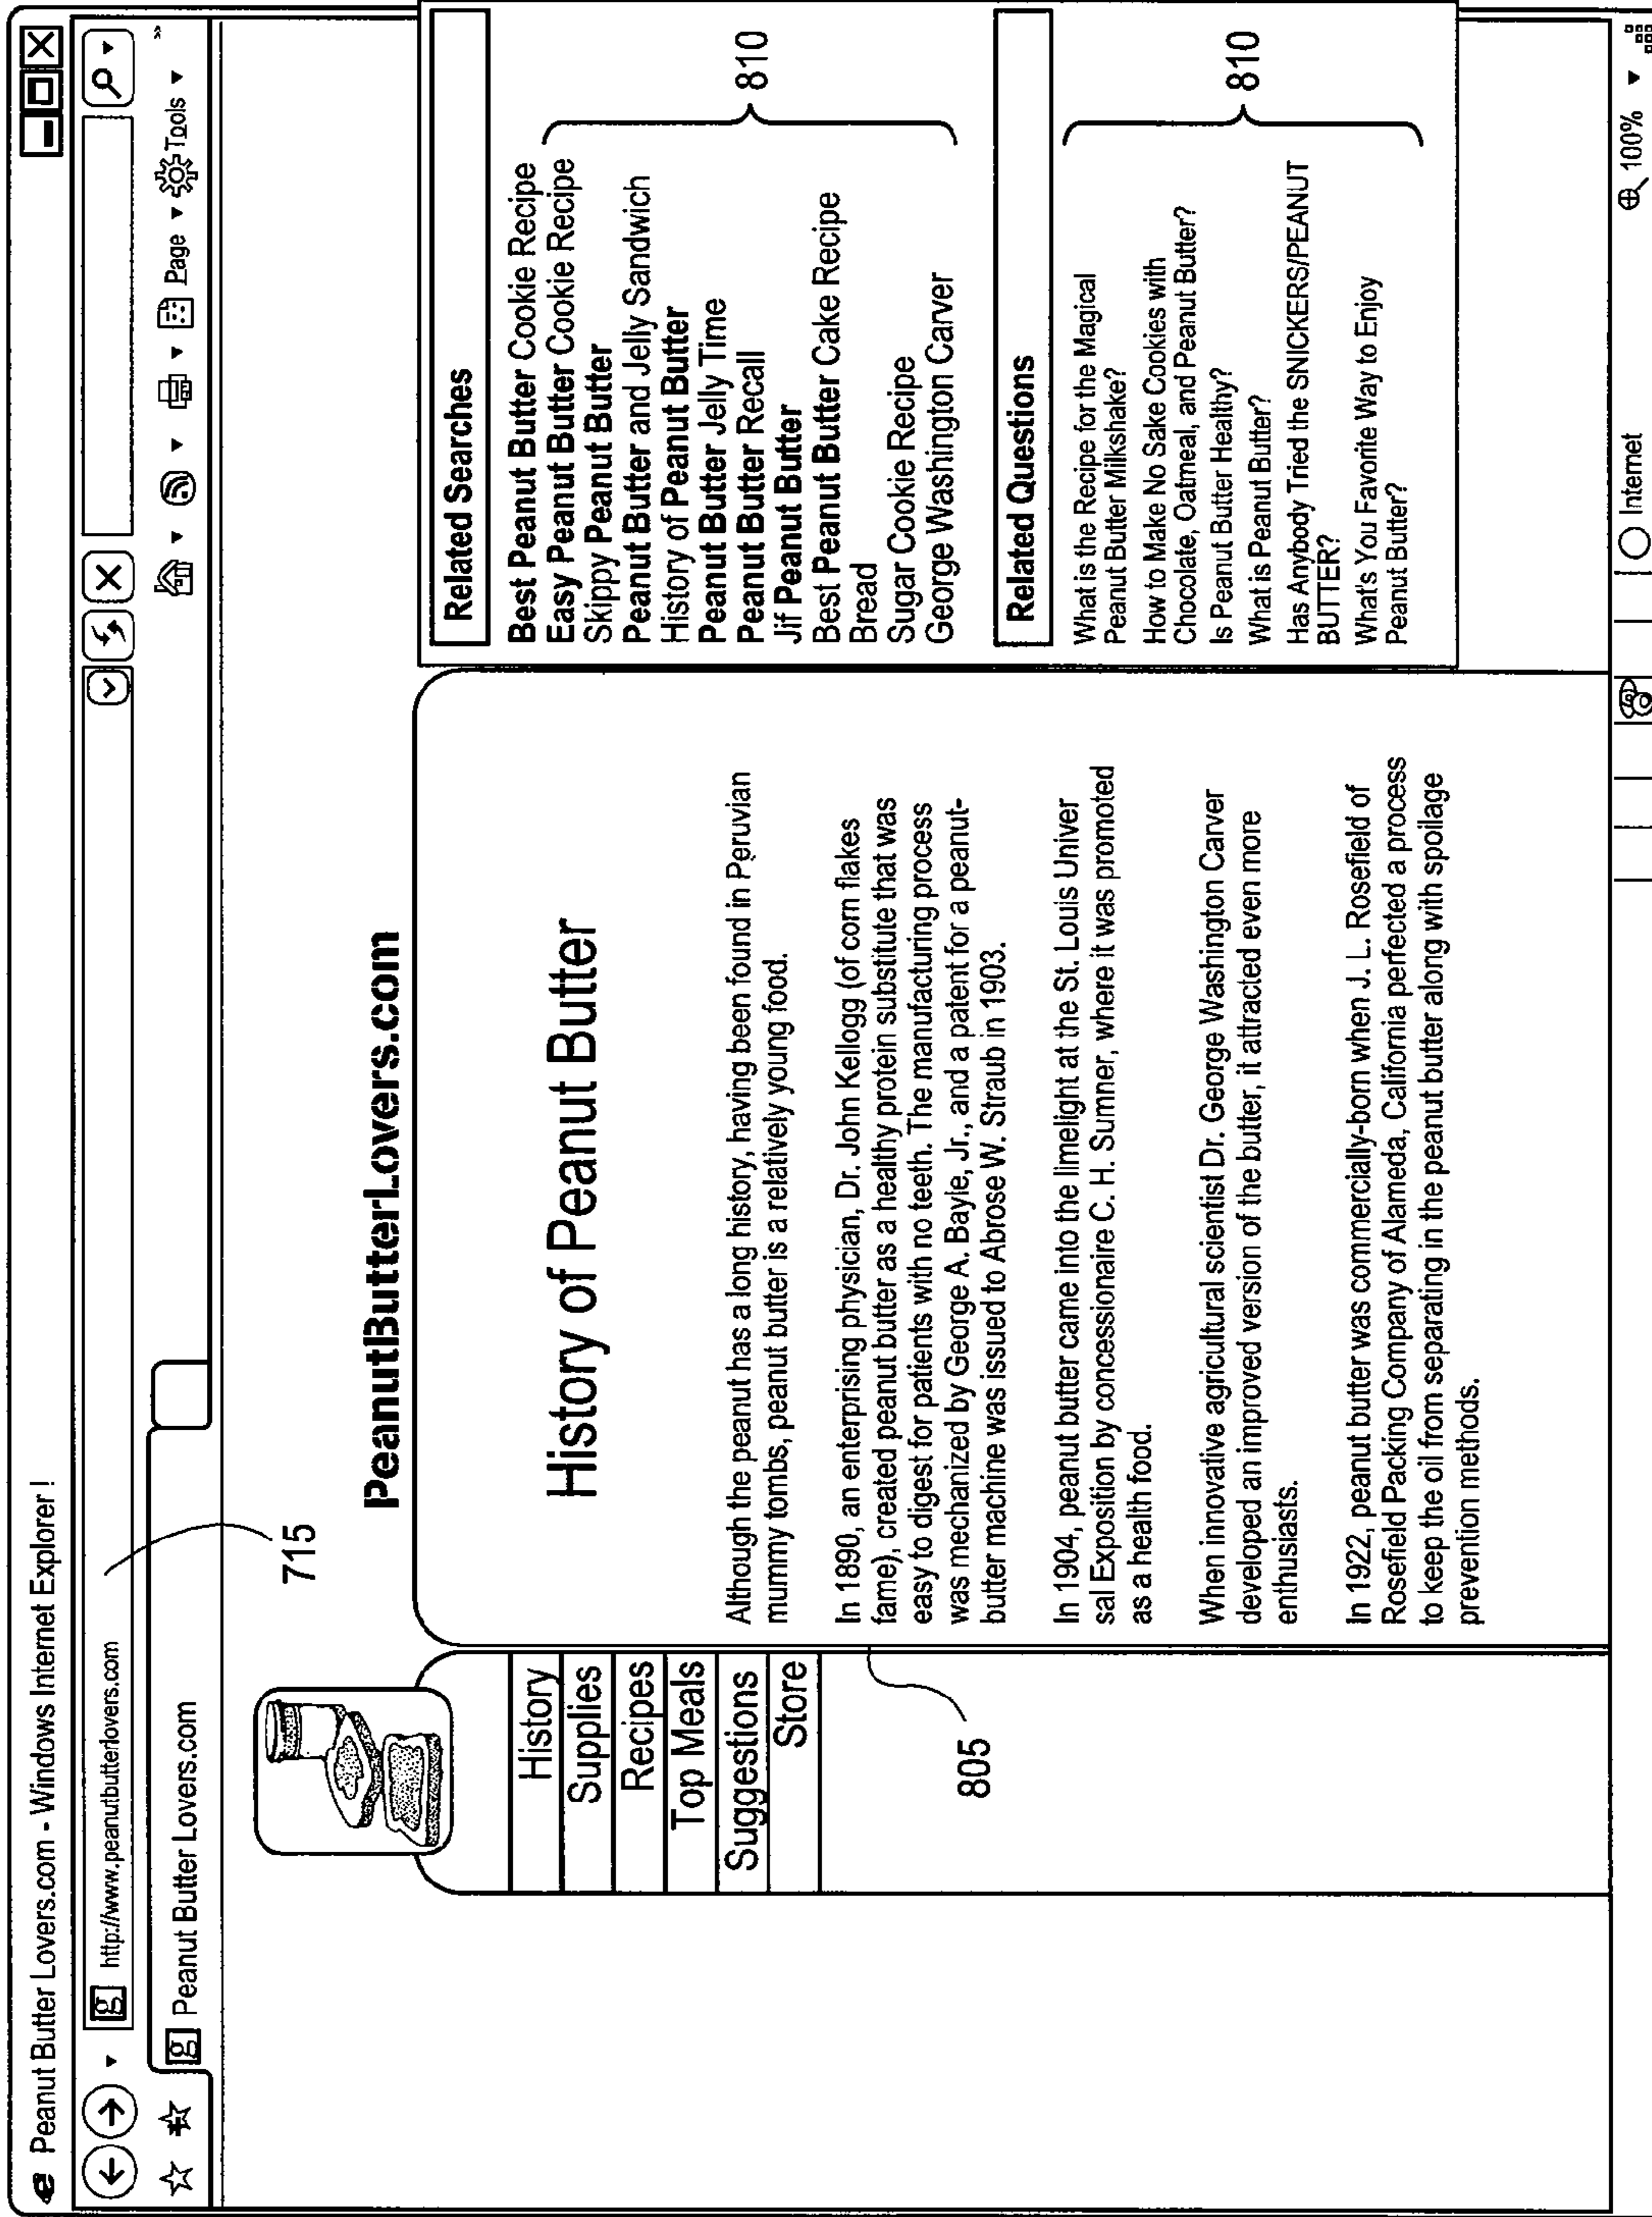 Peanut Butter Lovers.com - Windows Internet Explorer !
g http://www.peanutbutterlovers.com
g Peanut Butter Lovers.com
Page
Tools
»
715
PeanutButterLovers.com
History
Supplies
Recipes
Top Meals
Suggestions
Store
805
History of Peanut Butter
Although the peanut has a long history, having been found in Peruvian
mummy tombs, peanut butter is a relatively young food.
In 1890, an enterprising physician, Dr. John Kellogg (of corn flakes
fame), created peanut butter as a healthy protein substitute that was
easy to digest for patients with no teeth. The manufacturing process
was mechanized by George A. Bayle, Jr., and a patent for a peanut-
butter machine was issued to Abrose W. Straub in 1903.
In 1904, peanut butter came into the limelight at the St. Louis Univer
sal Exposition by concessionaire C. H. Sumner, where it was promoted
as a health food.
When innovative agricultural scientist Dr. George Washington Carver
developed an improved version of the butter, it attracted even more
enthusiasts.
In 1922, peanut butter was commercially-born when J. L. Rosefield of
Rosefield Packing Company of Alameda, California perfected a process
to keep the oil from separating in the peanut butter along with spoilage
prevention methods.
Related Searches
Best Peanut Butter Cookie Recipe
Easy Peanut Butter Cookie Recipe
Skippy Peanut Butter
Peanut Butter and Jelly Sandwich
History of Peanut Butter
Peanut Butter Jelly Time
Peanut Butter Recall
Jif Peanut Butter
Best Peanut Butter Cake Recipe
Bread
Sugar Cookie Recipe
George Washington Carver
810
Related Questions
What is the Recipe for the Magical
Peanut Butter Milkshake?
How to Make No Sake Cookies with
Chocolate, Oatmeal, and Peanut Butter?
Is Peanut Butter Healthy?
What is Peanut Butter?
Has Anybody Tried the SNICKERS/PEANUT
BUTTER?
What's You Favorite Way to Enjoy
Peanut Butter?
810
Internet
100%